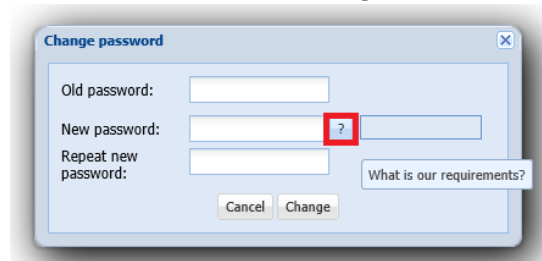 Change password
Old password:
New password:
?
Repeat new
password:
What is our requirements?
Cancel Change